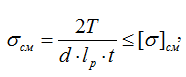 σсм = 2T / d · lp · t ≤ [σ]см,